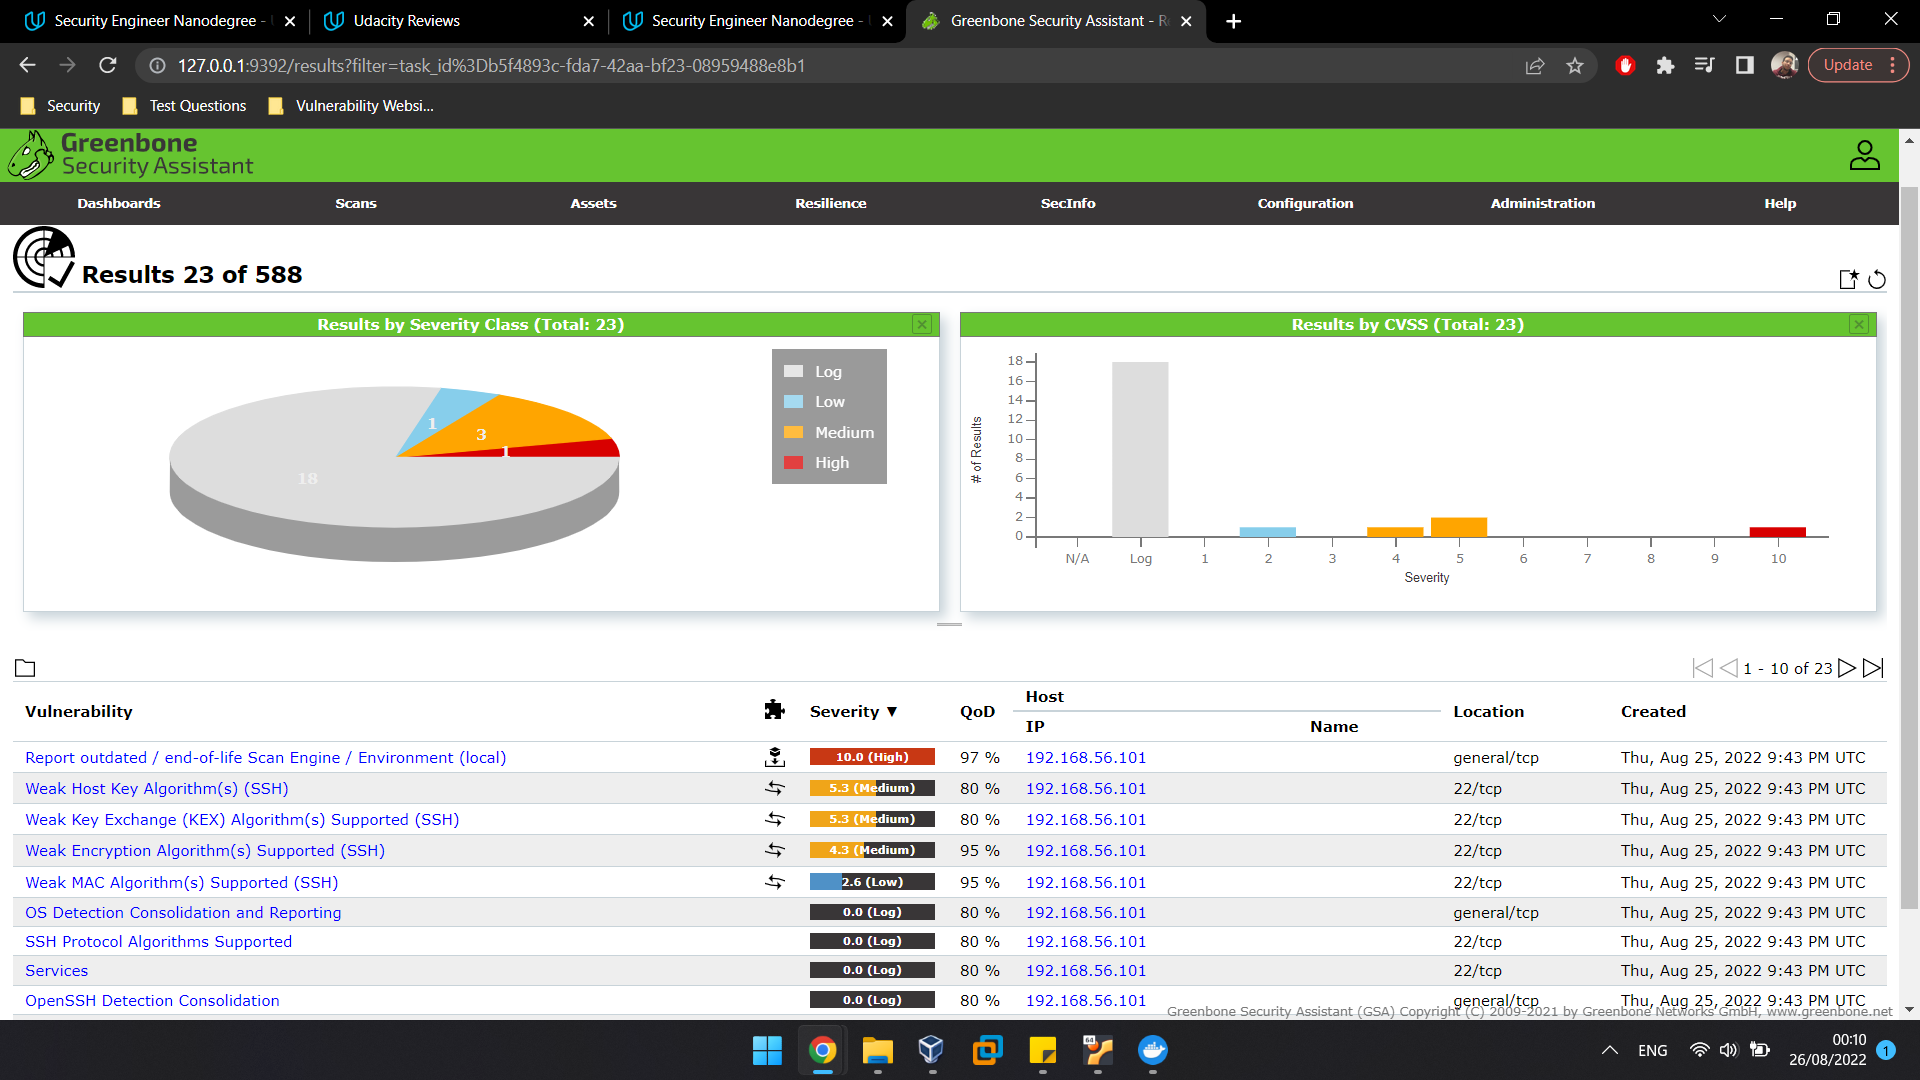 Security Engineer Nanodegree -
Udacity Reviews
Security Engineer Nanodegree -
Greenbone Security Assistant - R
127.0.0.1:9392/results?filter=task_id%3Db5f4893c-fda7-42aa-bf23-08959488e8b1
Update
Security
Test Questions
Vulnerability Websi...
Greenbone
Security Assistant
Dashboards Scans Assets Resilience SecInfo Configuration Administration Help
Results 23 of 588
Results by Severity Class (Total: 23)
Log
Low
Medium
High
1
3
1
18
Results by CVSS (Total: 23)
# of Results
18
16
14
12
10
8
6
4
2
0
N/A Log 1 2 3 4 5 6 7 8 9 10
Severity
1 - 10 of 23
Vulnerability Severity ▼ QoD Host Location Created
IP Name
Report outdated / end-of-life Scan Engine / Environment (local) 10.0 (High) 97 % 192.168.56.101 general/tcp Thu, Aug 25, 2022 9:43 PM UTC
Weak Host Key Algorithm(s) (SSH) 5.3 (Medium) 80 % 192.168.56.101 22/tcp Thu, Aug 25, 2022 9:43 PM UTC
Weak Key Exchange (KEX) Algorithm(s) Supported (SSH) 5.3 (Medium) 80 % 192.168.56.101 22/tcp Thu, Aug 25, 2022 9:43 PM UTC
Weak Encryption Algorithm(s) Supported (SSH) 4.3 (Medium) 95 % 192.168.56.101 22/tcp Thu, Aug 25, 2022 9:43 PM UTC
Weak MAC Algorithm(s) Supported (SSH) 2.6 (Low) 95 % 192.168.56.101 22/tcp Thu, Aug 25, 2022 9:43 PM UTC
OS Detection Consolidation and Reporting 0.0 (Log) 80 % 192.168.56.101 general/tcp Thu, Aug 25, 2022 9:43 PM UTC
SSH Protocol Algorithms Supported 0.0 (Log) 80 % 192.168.56.101 22/tcp Thu, Aug 25, 2022 9:43 PM UTC
Services 0.0 (Log) 80 % 192.168.56.101 22/tcp Thu, Aug 25, 2022 9:43 PM UTC
OpenSSH Detection Consolidation 0.0 (Log) 80 % 192.168.56.101 general/tcp Thu, Aug 25, 2022 9:43 PM UTC
Greenbone Security Assistant (GSA) Copyright (C) 2009-2021 by Greenbone Networks GmbH, www.greenbone.net
64
ENG
00:10
26/08/2022
1